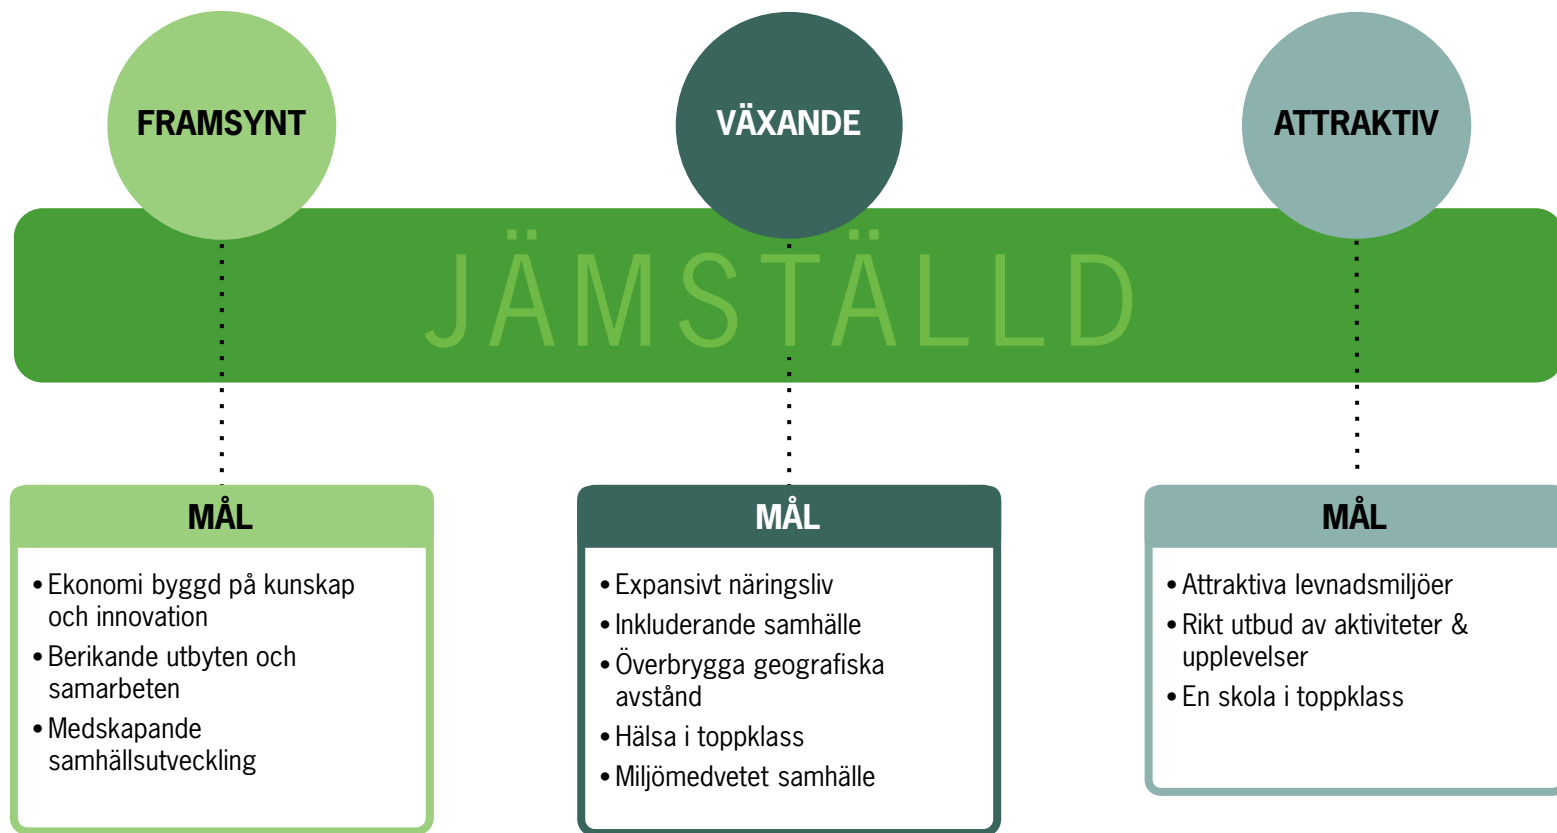 FRAMSYNT
VÄXANDE
ATTRAKTIV
JÄMSTÄLLD
MÅL
• Ekonomi byggd på kunskap
och innovation
• Berikande utbyten och
samarbeten
• Medskapande
samhällsutveckling
MÅL
• Expansivt näringsliv
• Inkluderande samhälle
• Överbrygga geografiska
avstånd
• Hälsa i toppklass
• Miljömedvetet samhälle
MÅL
• Attraktiva levnadsmiljöer
• Rikt utbud av aktiviteter &
upplevelser
• En skola i toppklass